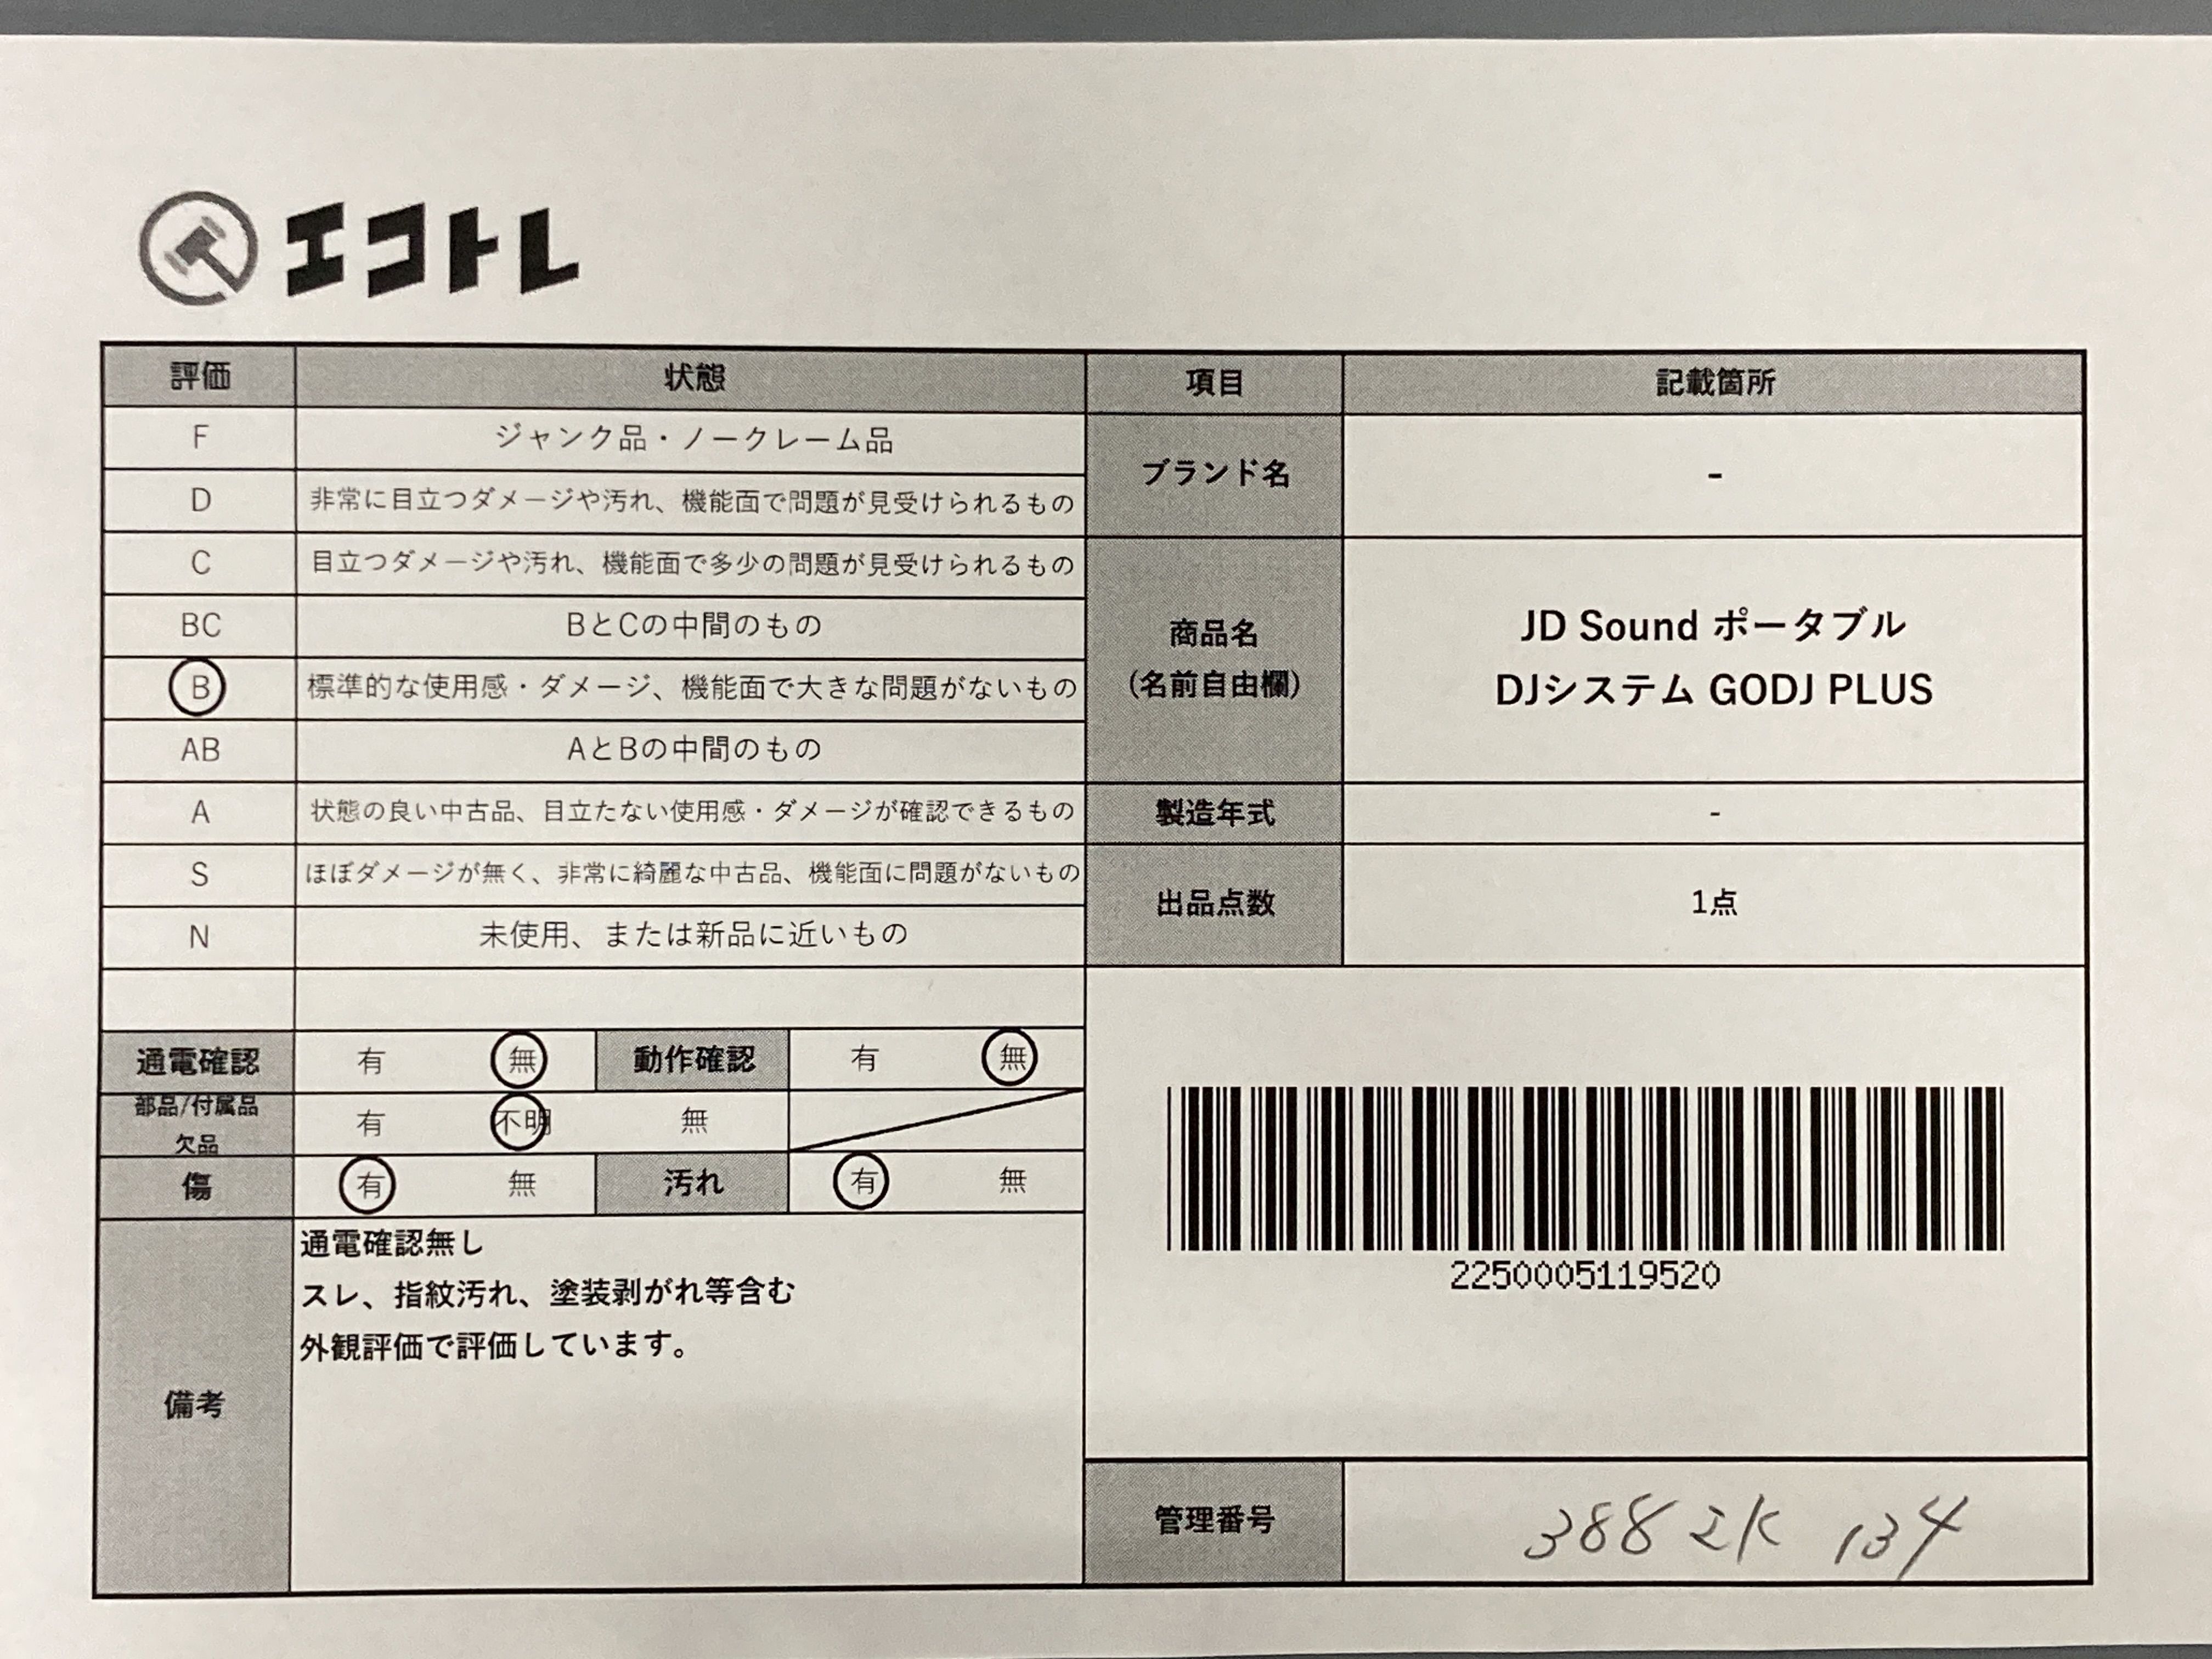 エコトレ
評価 状態 項目 記載箇所
F ジャンク品・ノークレーム品
D 非常に目立つダメージや汚れ、機能面で問題が見受けられるもの
ブランド名 -
C 目立つダメージや汚れ、機能面で多少の問題が見受けられるもの
BC BとCの中間のもの
B 標準的な使用感・ダメージ、機能面で大きな問題がないもの
AB AとBの中間のもの
商品名
(名前自由欄)
JD Sound ポータブル
DJシステム GODJ PLUS
A 状態の良い中古品、目立たない使用感・ダメージが確認できるもの
製造年式 -
S ほぼダメージが無く、非常に綺麗な中古品、機能面に問題がないもの
N 未使用、または新品に近いもの
出品点数 1点
通電確認 有 無 動作確認 有 無
部品/付属品
欠品
有 不明 無
傷 有 無 汚れ 有 無
備考
通電確認無し
スレ、指紋汚れ、塗装剥がれ等含む
外観評価で評価しています。
2250005119520
管理番号 388 IK 134